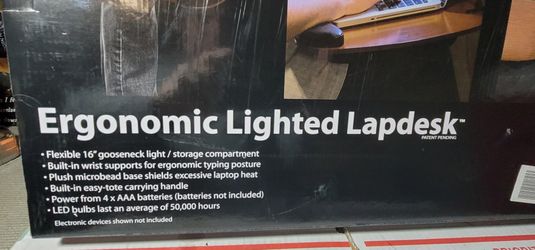 Ergonomic Lighted Lapdesk™
PATENT PENDING
• Flexible 16" gooseneck light / storage compartment
• Built-in wrist supports for ergonomic typing posture
• Plush microbead base shields excessive laptop heat
• Built-in easy-tote carrying handle
• Power from 4 x AAA batteries (batteries not included)
• LED bulbs last an average of 50,000 hours
Electronic devices shown not included